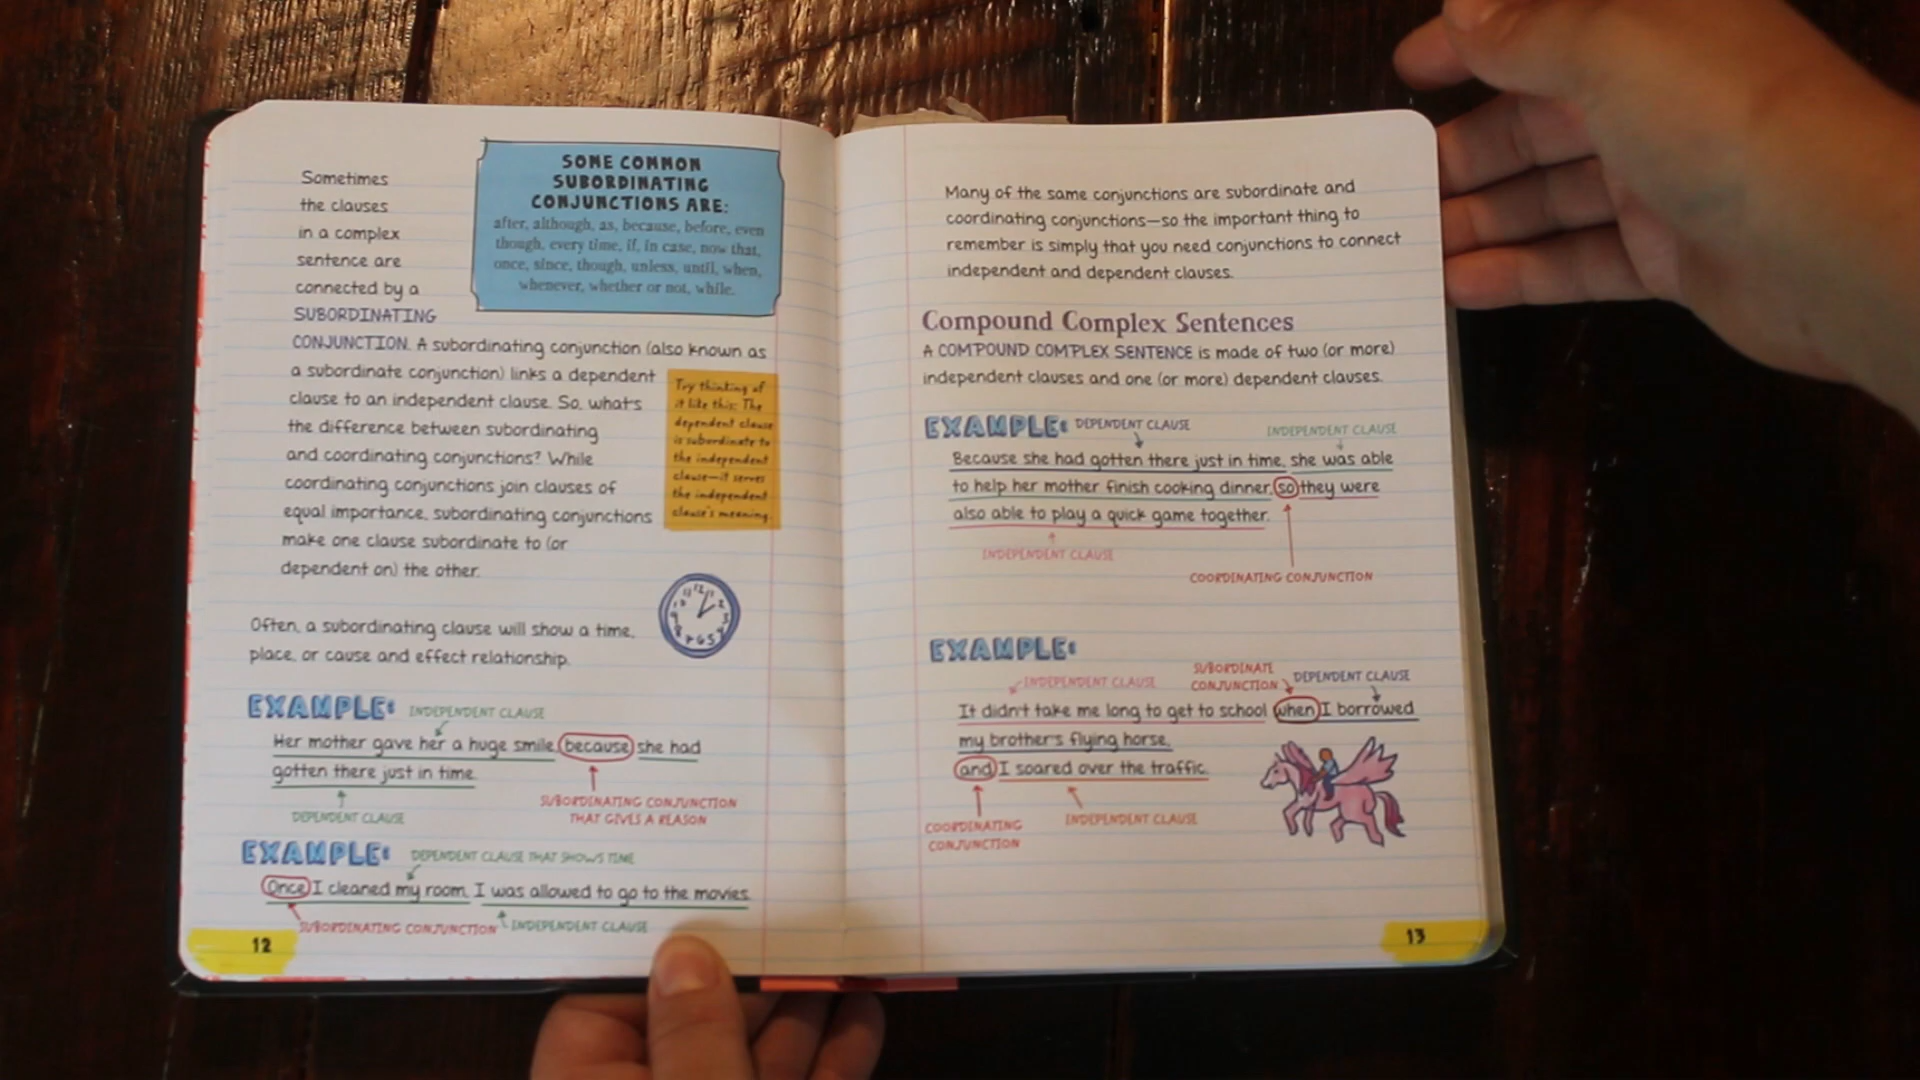 Sometimes
the clauses
in a complex
sentence are
connected by a
SUBORDINATING
CONJUNCTION. A subordinating conjunction (also known as
a subordinate conjunction) links a dependent
clause to an independent clause. So, what's
the difference between subordinating
and coordinating conjunctions? While
coordinating conjunctions join clauses of
equal importance, subordinating conjunctions
make one clause subordinate to (or
dependent on) the other.
SOME COMMON
SUBORDINATING
CONJUNCTIONS ARE:
after, although, as, because, before, even
though, every time, if, in case, now that,
once, since, though, unless, until, when,
whenever, whether or not, while.
Try thinking of
it like this: The
dependent clause
is subordinate to
the independent
clause—it serves
the independent
clause's meaning.
Often, a subordinating clause will show a time,
place, or cause and effect relationship.
12 1 2 3 4 5 6 7 8 9 10 11
EXAMPLE: INDEPENDENT CLAUSE
Her mother gave her a huge smile because she had
gotten there just in time.
DEPENDENT CLAUSE
SUBORDINATING CONJUNCTION
THAT GIVES A REASON
EXAMPLE: DEPENDENT CLAUSE THAT SHOWS TIME
Once I cleaned my room, I was allowed to go to the movies.
SUBORDINATING CONJUNCTION INDEPENDENT CLAUSE
12
Many of the same conjunctions are subordinate and
coordinating conjunctions—so the important thing to
remember is simply that you need conjunctions to connect
independent and dependent clauses.
Compound Complex Sentences
A COMPOUND COMPLEX SENTENCE is made of two (or more)
independent clauses and one (or more) dependent clauses.
EXAMPLE: DEPENDENT CLAUSE INDEPENDENT CLAUSE
Because she had gotten there just in time, she was able
to help her mother finish cooking dinner, so they were
also able to play a quick game together.
INDEPENDENT CLAUSE
COORDINATING CONJUNCTION
EXAMPLE:
INDEPENDENT CLAUSE
SUBORDINATE
CONJUNCTION
DEPENDENT CLAUSE
It didn't take me long to get to school when I borrowed
my brother's flying horse,
and I soared over the traffic.
COORDINATING
CONJUNCTION
INDEPENDENT CLAUSE
13